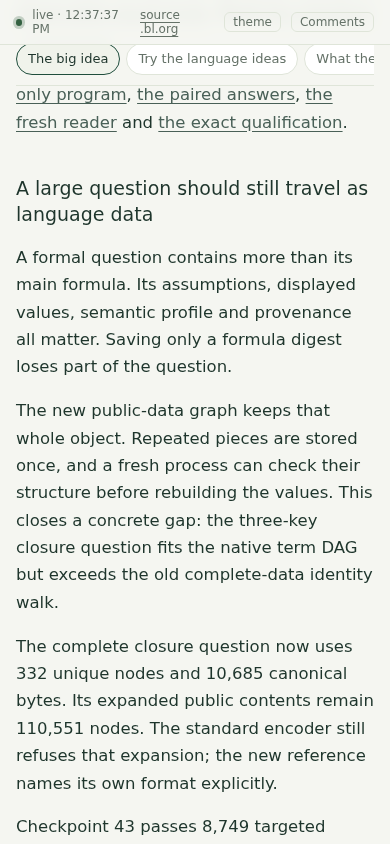 live · 12:37:37 PM
source .bl.org
theme
Comments
The big idea
Try the language ideas
What the
only program, the paired answers, the
fresh reader and the exact qualification.
A large question should still travel as
language data
A formal question contains more than its
main formula. Its assumptions, displayed
values, semantic profile and provenance
all matter. Saving only a formula digest
loses part of the question.
The new public-data graph keeps that
whole object. Repeated pieces are stored
once, and a fresh process can check their
structure before rebuilding the values. This
closes a concrete gap: the three-key
closure question fits the native term DAG
but exceeds the old complete-data identity
walk.
The complete closure question now uses
332 unique nodes and 10,685 canonical
bytes. Its expanded public contents remain
110,551 nodes. The standard encoder still
refuses that expansion; the new reference
names its own format explicitly.
Checkpoint 43 passes 8,749 targeted